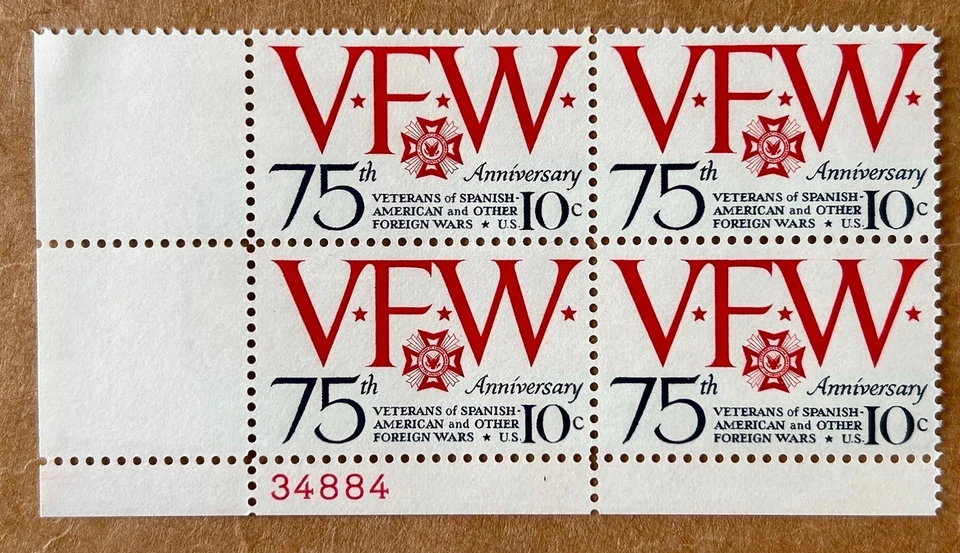 V★F★W★
75th Anniversary
VETERANS of SPANISH-
AMERICAN and OTHER
FOREIGN WARS ★ U.S. 10c
V★F★W★
75th Anniversary
VETERANS of SPANISH-
AMERICAN and OTHER
FOREIGN WARS ★ U.S. 10c
V★F★W★
75th Anniversary
VETERANS of SPANISH-
AMERICAN and OTHER
FOREIGN WARS ★ U.S. 10c
V★F★W★
75th Anniversary
VETERANS of SPANISH-
AMERICAN and OTHER
FOREIGN WARS ★ U.S. 10c
34884